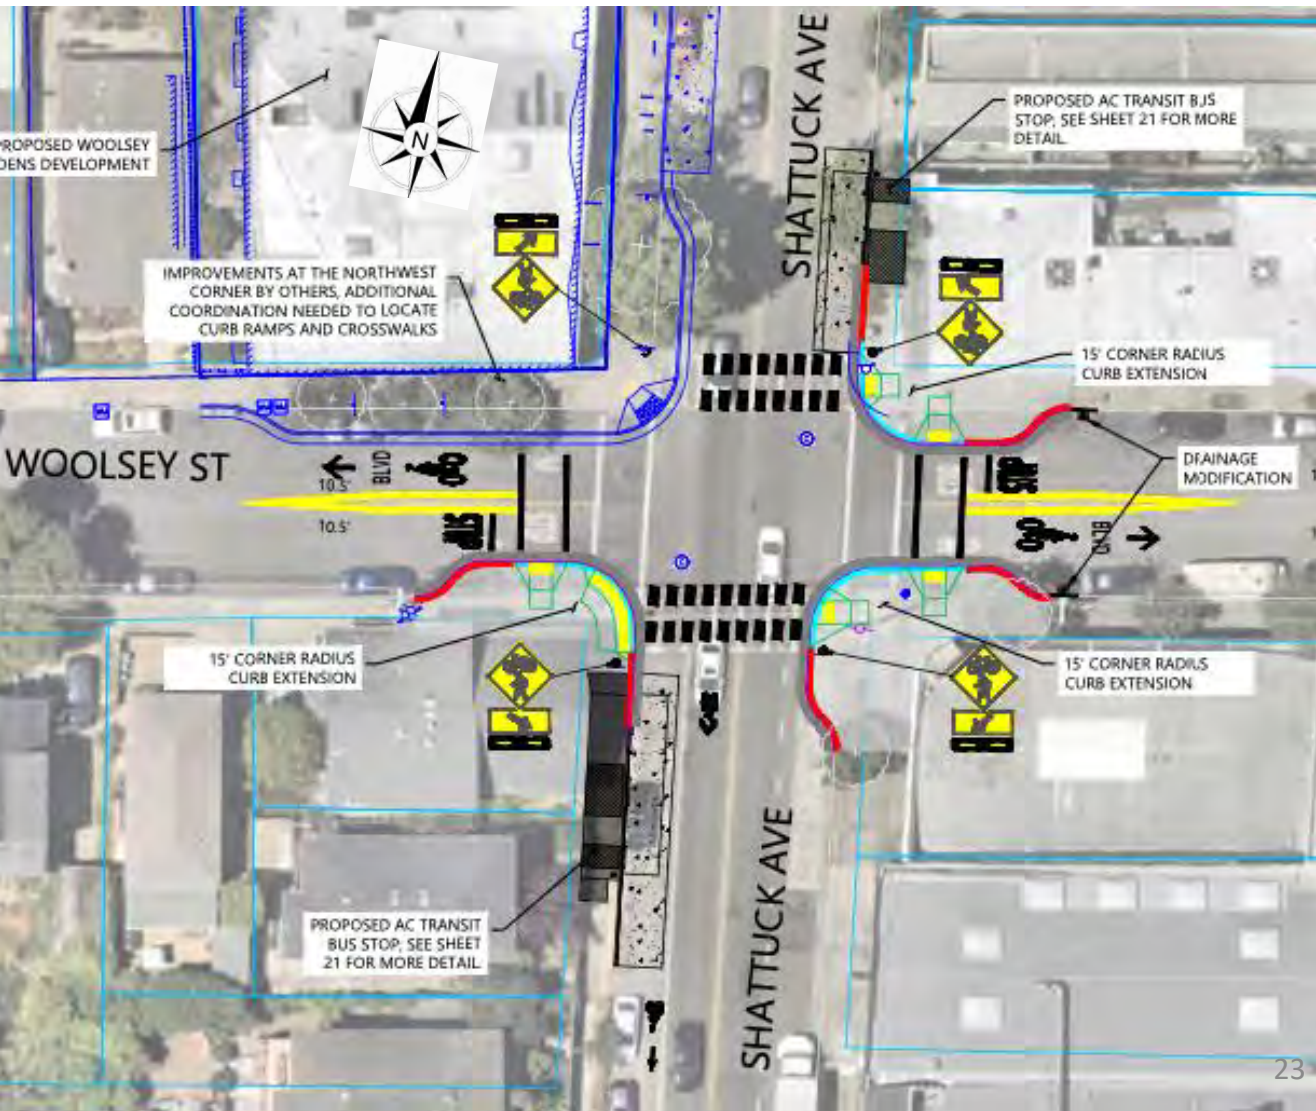 SHATTUCK AVE
PROPOSED AC TRANSIT BUS
STOP; SEE SHEET 21 FOR MORE
DETAIL.
PROPOSED WOOLSEY
DENS DEVELOPMENT
N
IMPROVEMENTS AT THE NORTHWEST
CORNER BY OTHERS, ADDITIONAL
COORDINATION NEEDED TO LOCATE
CURB RAMPS AND CROSSWALKS
15' CORNER RADIUS
CURB EXTENSION
WOOLSEY ST
BLVD
10.5'
10.5'
STOP
STOP
BLVD
DRAINAGE
MODIFICATION
15' CORNER RADIUS
CURB EXTENSION
15' CORNER RADIUS
CURB EXTENSION
PROPOSED AC TRANSIT
BUS STOP; SEE SHEET
21 FOR MORE DETAIL
SHATTUCK AVE
23